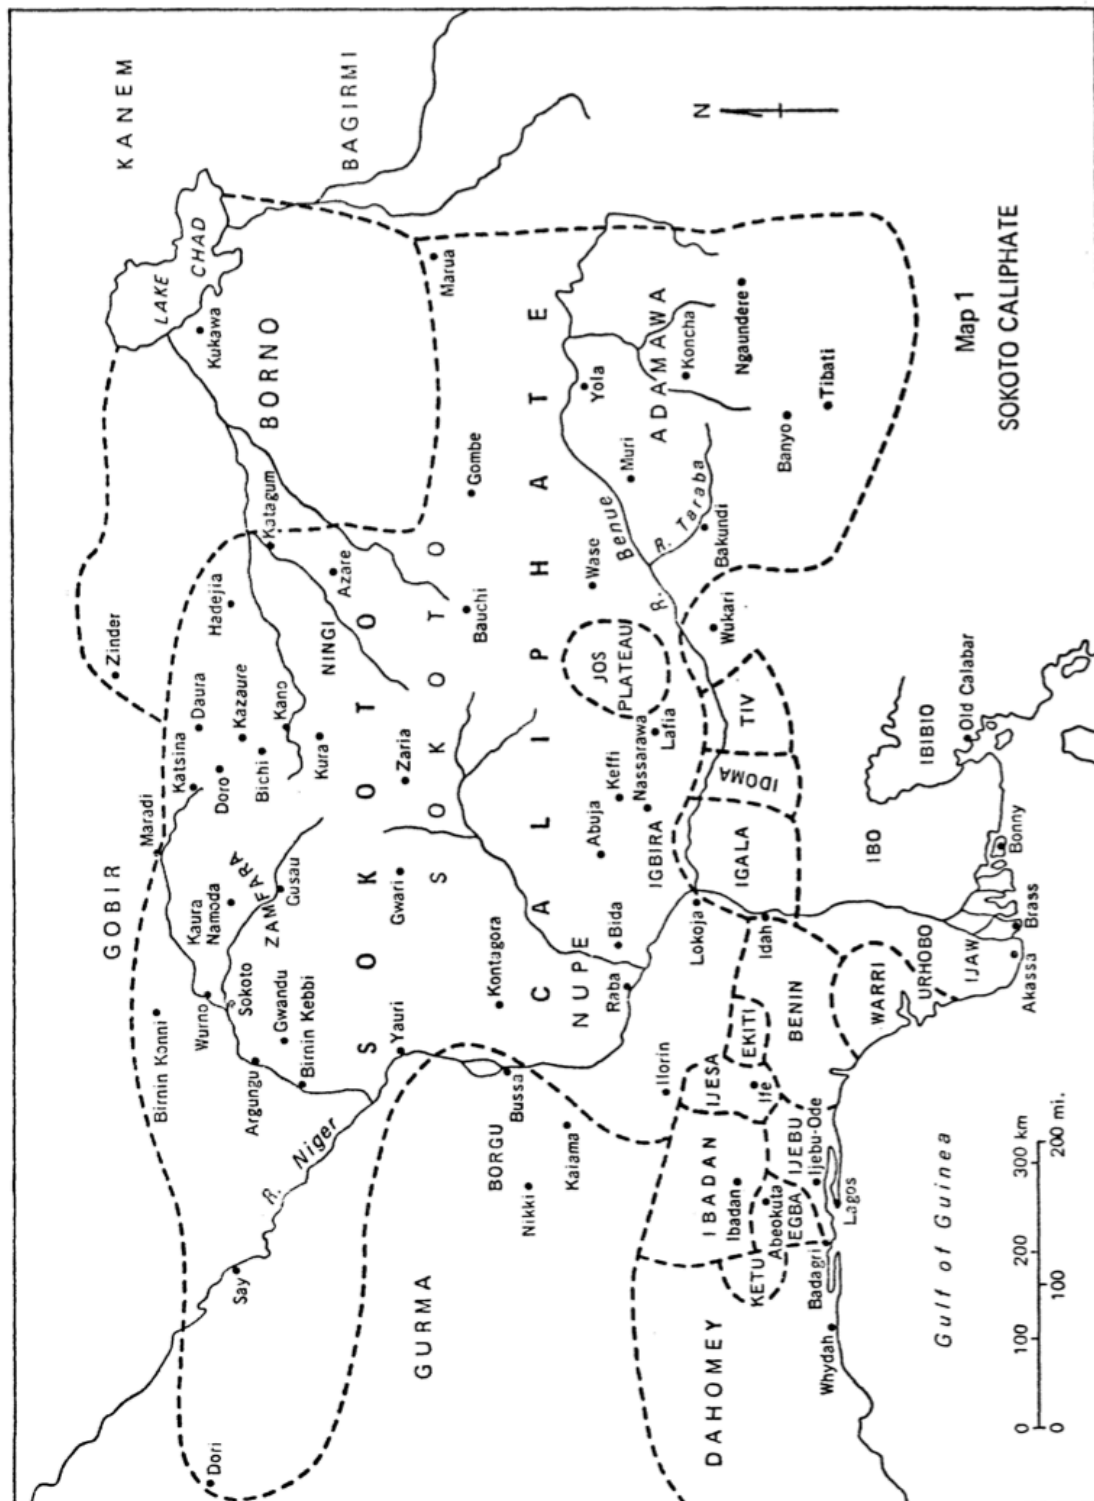 KANEM
BAGIRMI
N
LAKE
CHAD
Kukawa
BORNO
Marua
Zinder
Hadejia
Katagum
Azare
NINGI
Gombe
Bauchi
GOBIR
Maradi
Katsina
Daura
Doro
Kazaure
Bichi
Kano
Kura
Zaria
Birnin Konni
Wurno
Kaura
Namoda
ZAMFARA
Gusau
Sokoto
Gwandu
Argungu
Birnin Kebbi
Gwari
Yauri
Kontagora
SOKOTO
SOKOTO
CALIPHATE
R. Niger
Say
Dori
GURMA
BORGU
Bussa
Nikki
Kaiama
NUPE
Raba
Bida
Abuja
Keffi
Nassarawa
Lafia
IGBIRA
JOS
PLATEAU
Wase
R. Benue
R. Taraba
Muri
Yola
ADAMAWA
Koncha
Ngaundere
Banyo
Tibati
Bakundi
Wukari
TIV
IDOMA
IGALA
Lokoja
Idah
Ilorin
IJESA
EKITI
Ife
IBADAN
Ibadan
IJEBU
Ijebu-Ode
Abeokuta
EGBA
KETU
DAHOMEY
Badagri
Lagos
Whydah
BENIN
WARRI
URHOBO
IJAW
Akassa
Brass
Bonny
IBO
IBIBIO
Old Calabar
Gulf of Guinea
0 100 200 300 km
0 100 200 mi.
Map 1
SOKOTO CALIPHATE